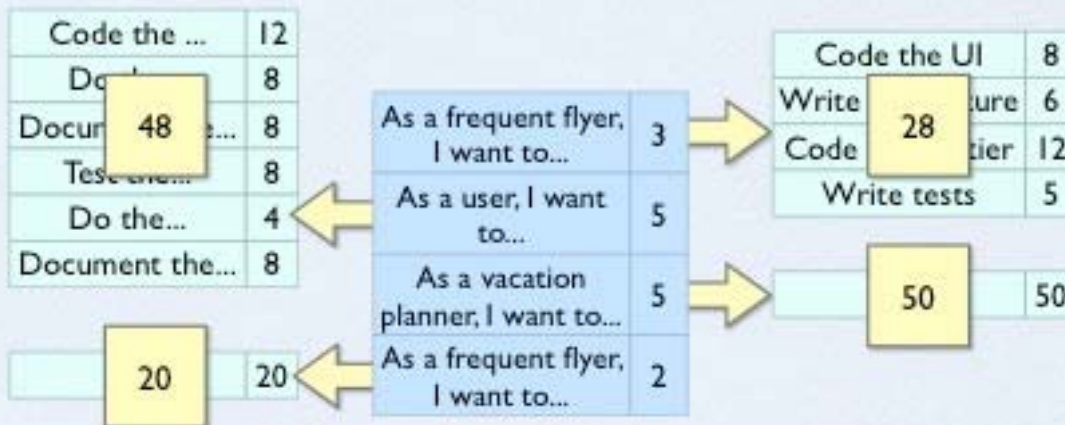 Code the ... 12
8
48
8
8
Do the... 4
Document the... 8
20 20
As a frequent flyer, 3
I want to...
As a user, I want 5
to...
As a vacation 5
planner, I want to...
As a frequent flyer, 2
I want to...
Code the UI 8
Write 6
28
Code tier 12
Write tests 5
50 50